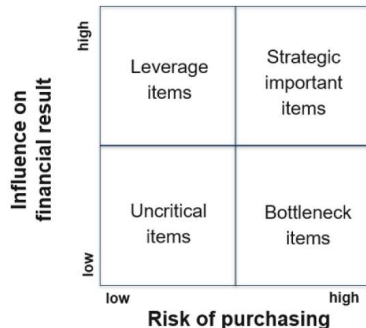 Influence on
financial result
high
low
Leverage
items
Strategic
important
items
Uncritical
items
Bottleneck
items
low
high
Risk of purchasing